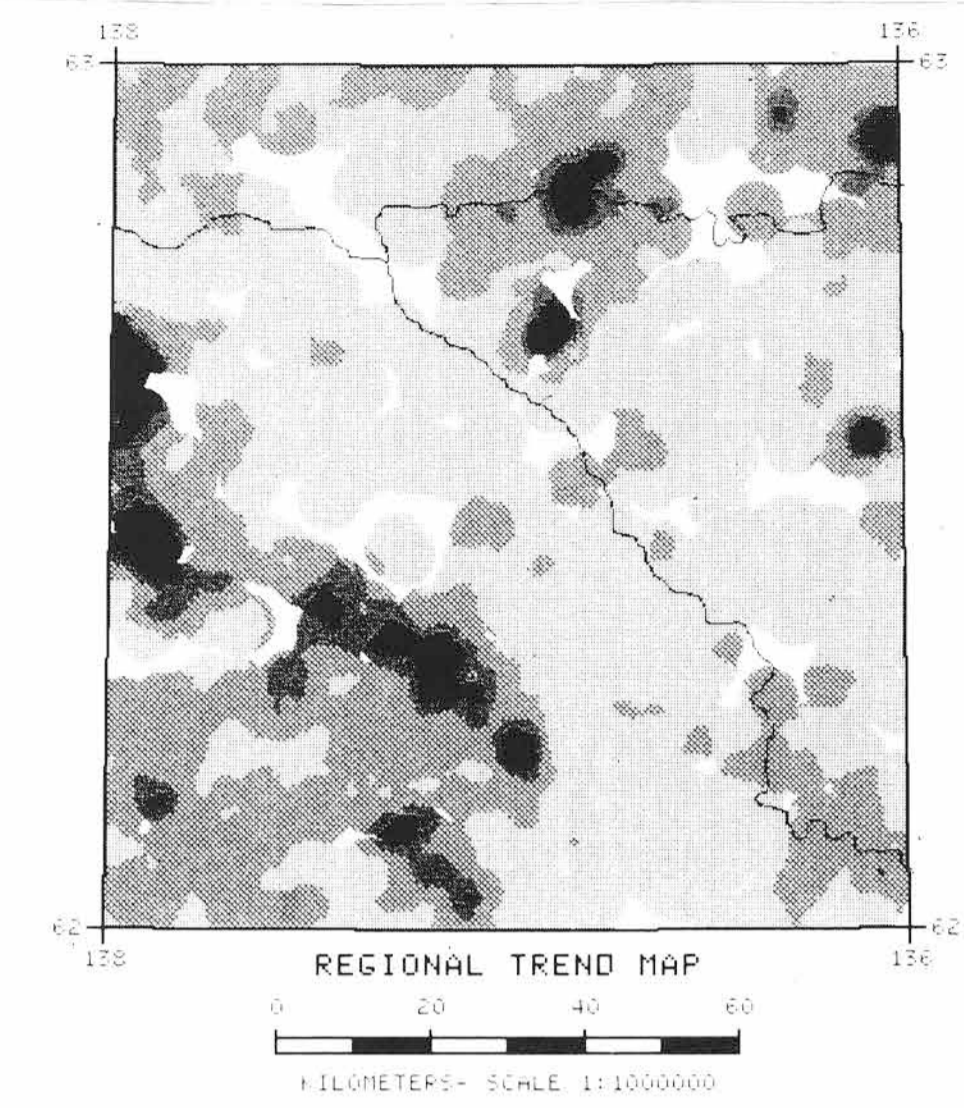 138 136
63 63
62 62
138 136
REGIONAL TREND MAP
0 20 40 60
KILOMETERS- SCALE 1:1000000